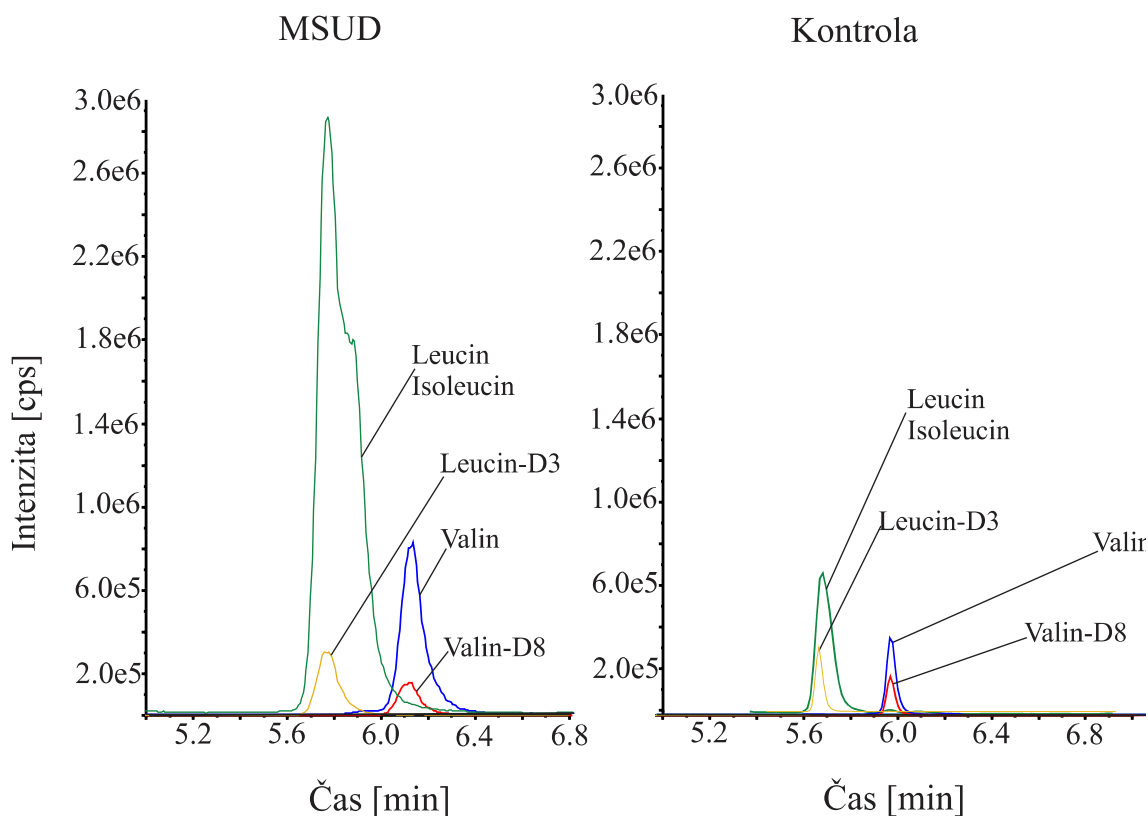 MSUD
Kontrola
Intenzita [cps]
3.0e6
2.6e6
2.2e6
1.8e6
1.4e6
1.0e6
6.0e5
2.0e5
Leucin
Isoleucin
Leucin-D3
Valin
Valin-D8
5.2
5.6
6.0
6.4
6.8
Čas [min]
3.0e6
2.6e6
2.2e6
1.8e6
1.4e6
1.0e6
6.0e5
2.0e5
Leucin
Isoleucin
Leucin-D3
Valin
Valin-D8
5.2
5.6
6.0
6.4
6.8
Čas [min]